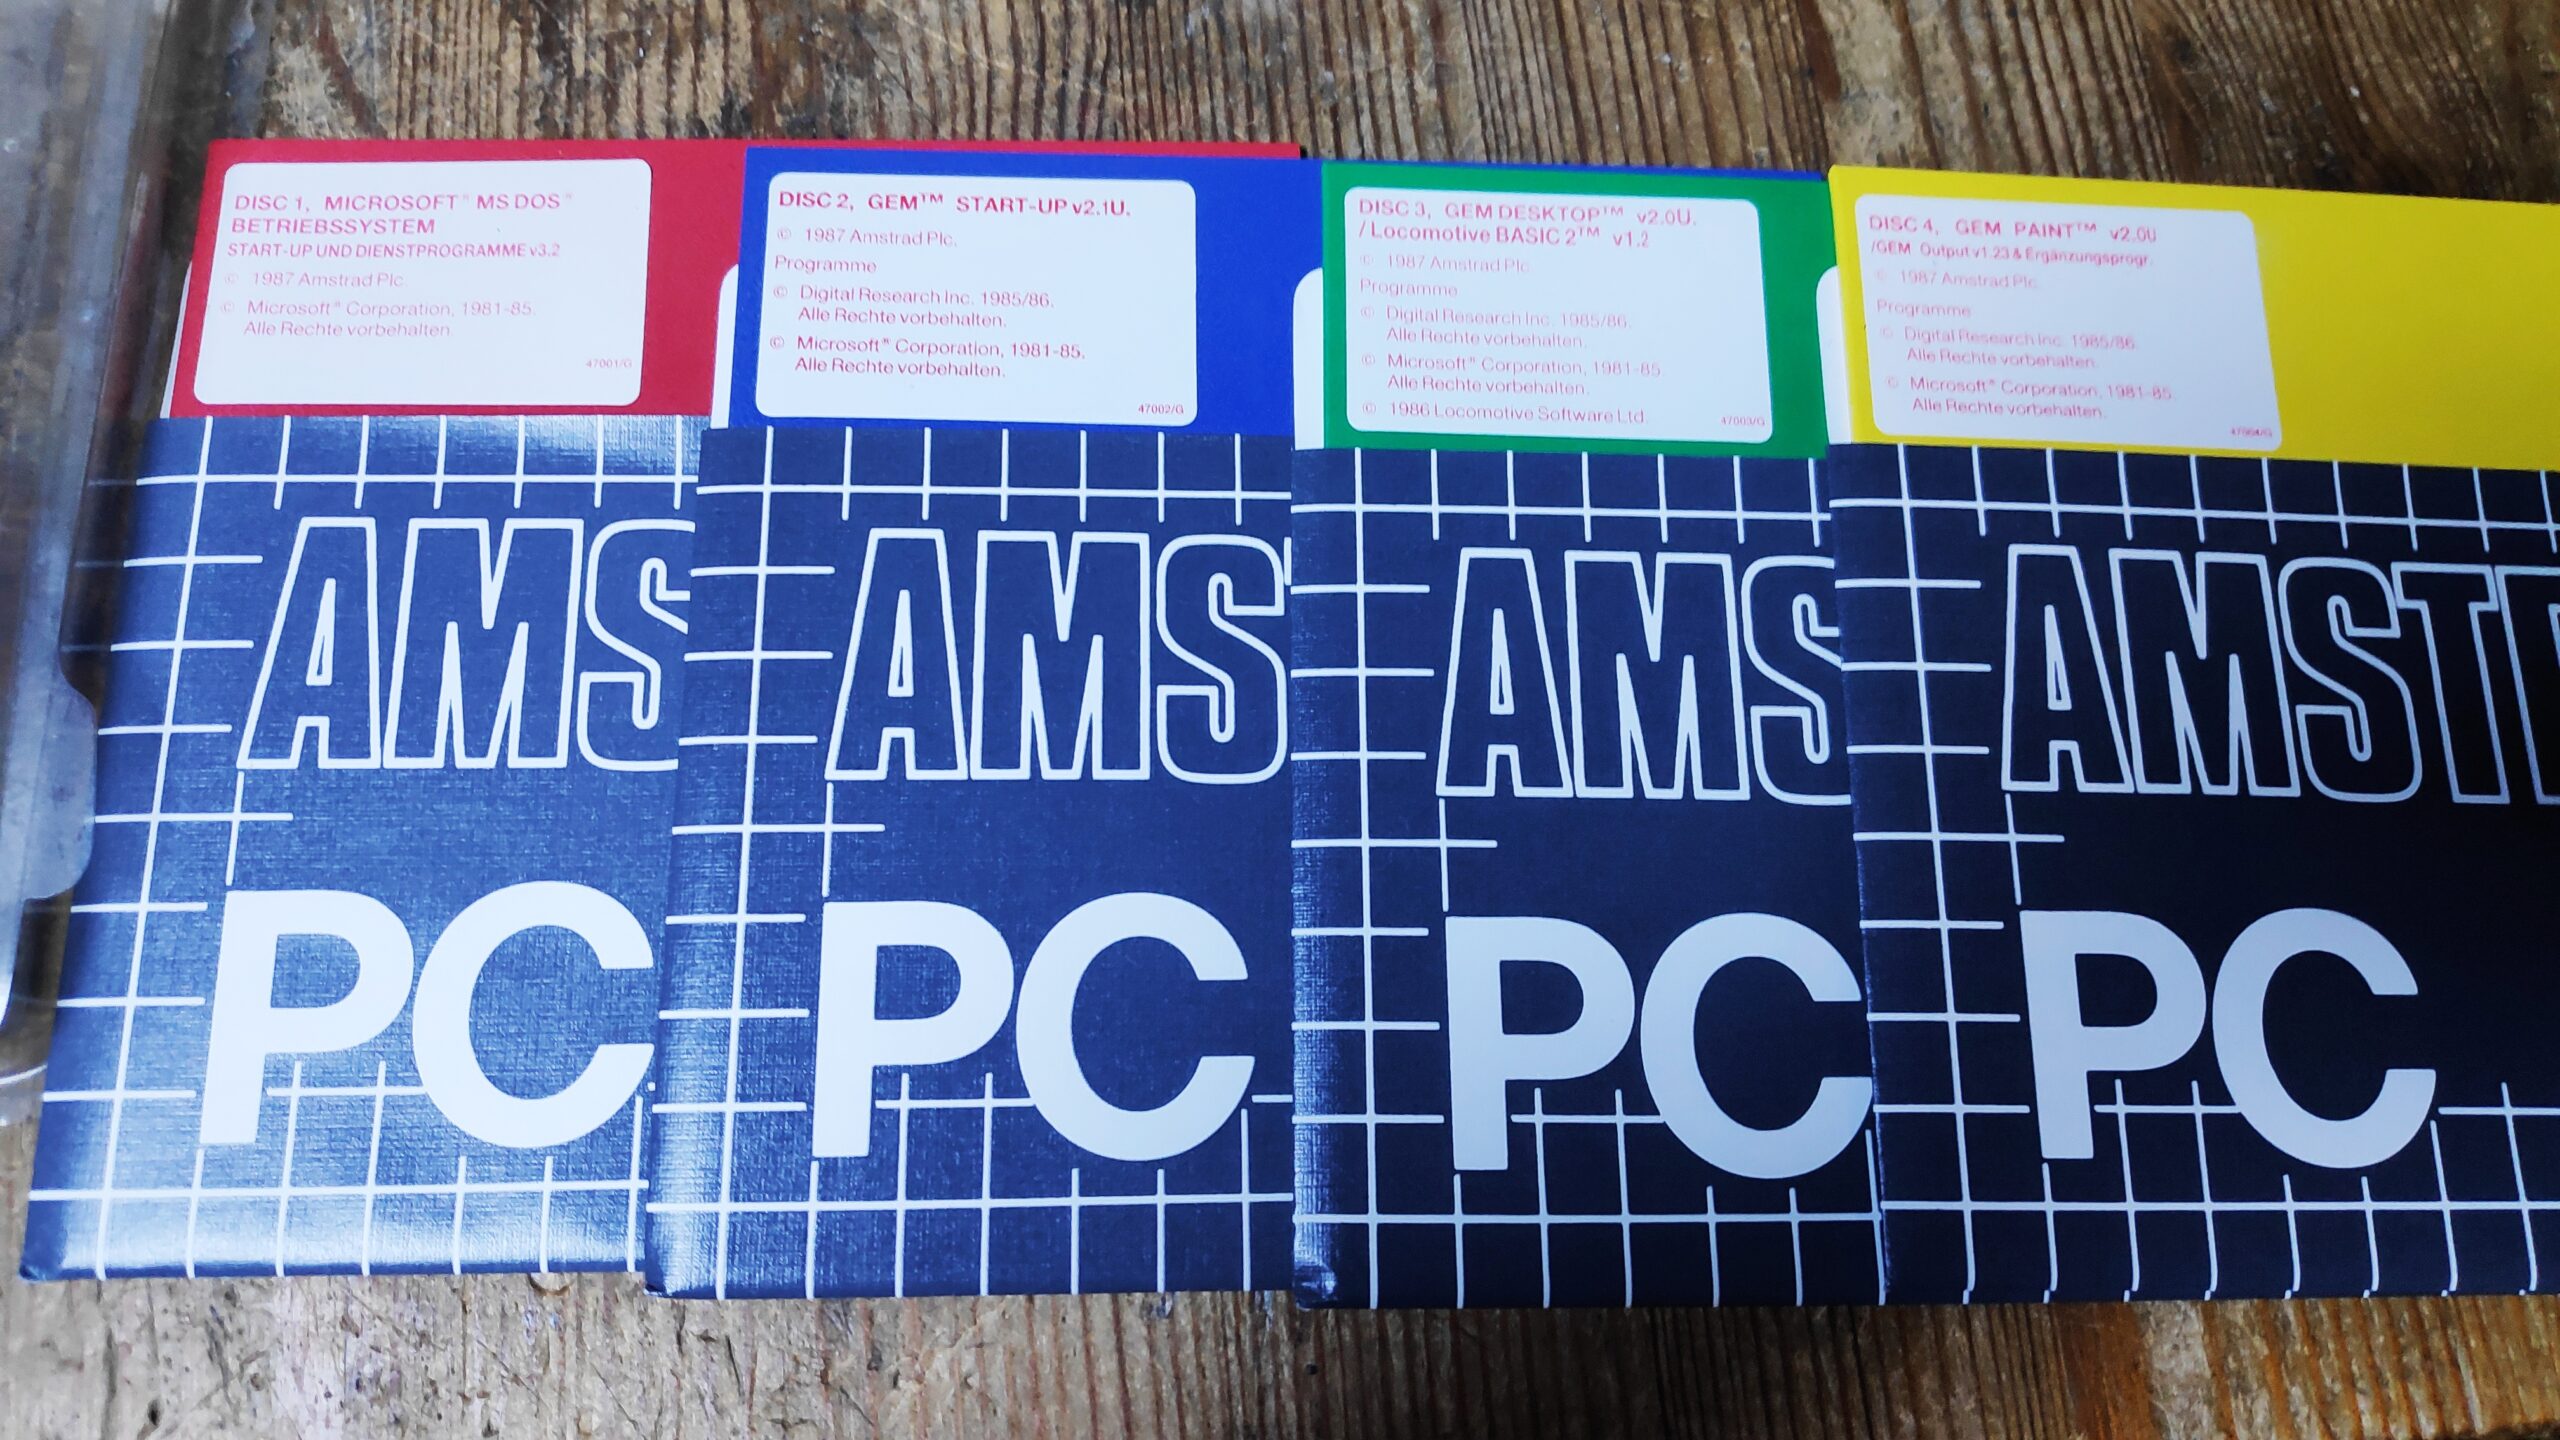 DISC 1, MICROSOFT® MS DOS™
BETRIEBSSYSTEM
START-UP UND DIENSTPROGRAMME v3.2
© 1987 Amstrad Plc.
© Microsoft® Corporation, 1981-85.
Alle Rechte vorbehalten.
47001/G
AMS
PC
DISC 2, GEM™ START-UP v2.1U.
© 1987 Amstrad Plc.
Programme
© Digital Research Inc. 1985/86.
Alle Rechte vorbehalten.
© Microsoft® Corporation, 1981-85.
Alle Rechte vorbehalten.
47002/G
AMS
PC
DISC 3, GEM DESKTOP™ v2.0U.
/Locomotive BASIC 2™ v1.2
© 1987 Amstrad Plc.
Programme
© Digital Research Inc. 1985/86.
Alle Rechte vorbehalten.
© Microsoft® Corporation, 1981-85.
Alle Rechte vorbehalten.
© 1986 Locomotive Software Ltd.
47003/G
AMS
PC
DISC 4, GEM PAINT™ v2.0U
/GEM Output v1.23 & Ergänzungsprogr.
© 1987 Amstrad Plc.
Programme
© Digital Research Inc. 1985/86.
Alle Rechte vorbehalten.
© Microsoft® Corporation, 1981-85.
Alle Rechte vorbehalten.
47004/G
AMST
PC